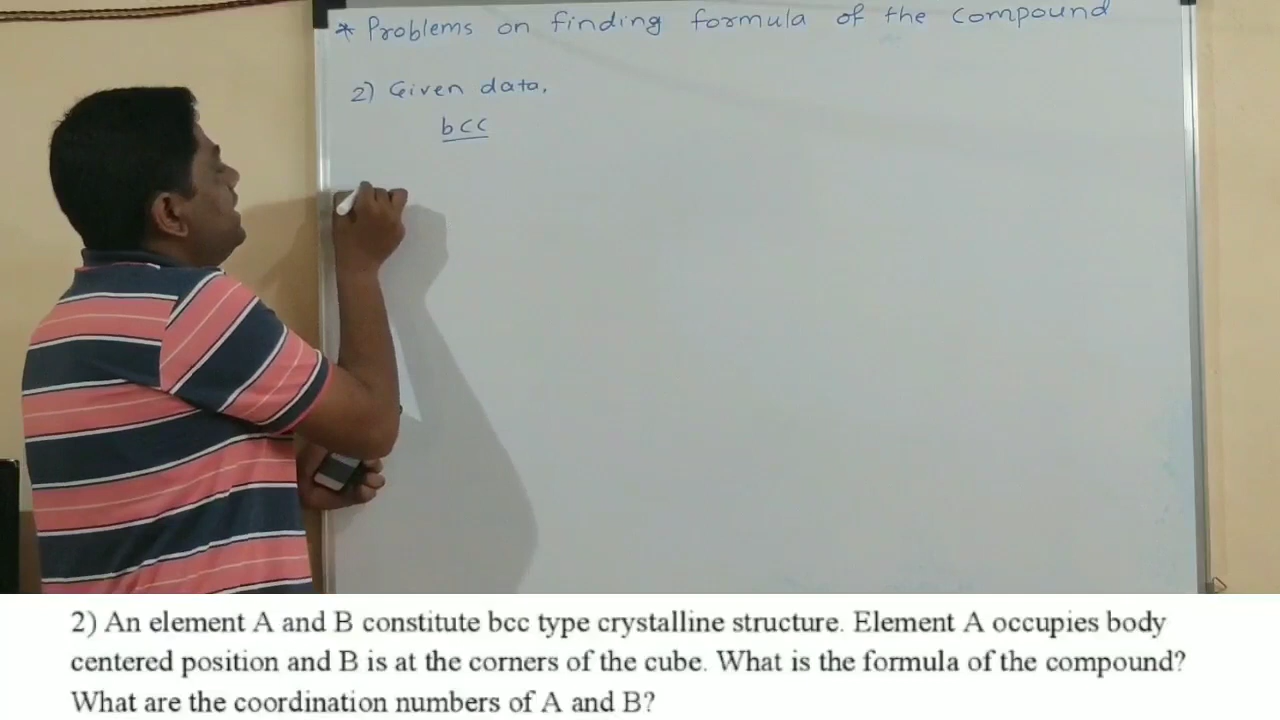 * Problems on finding formula of the compound
2) Given data,
bcc
2) An element A and B constitute bcc type crystalline structure. Element A occupies body
centered position and B is at the corners of the cube. What is the formula of the compound?
What are the coordination numbers of A and B?